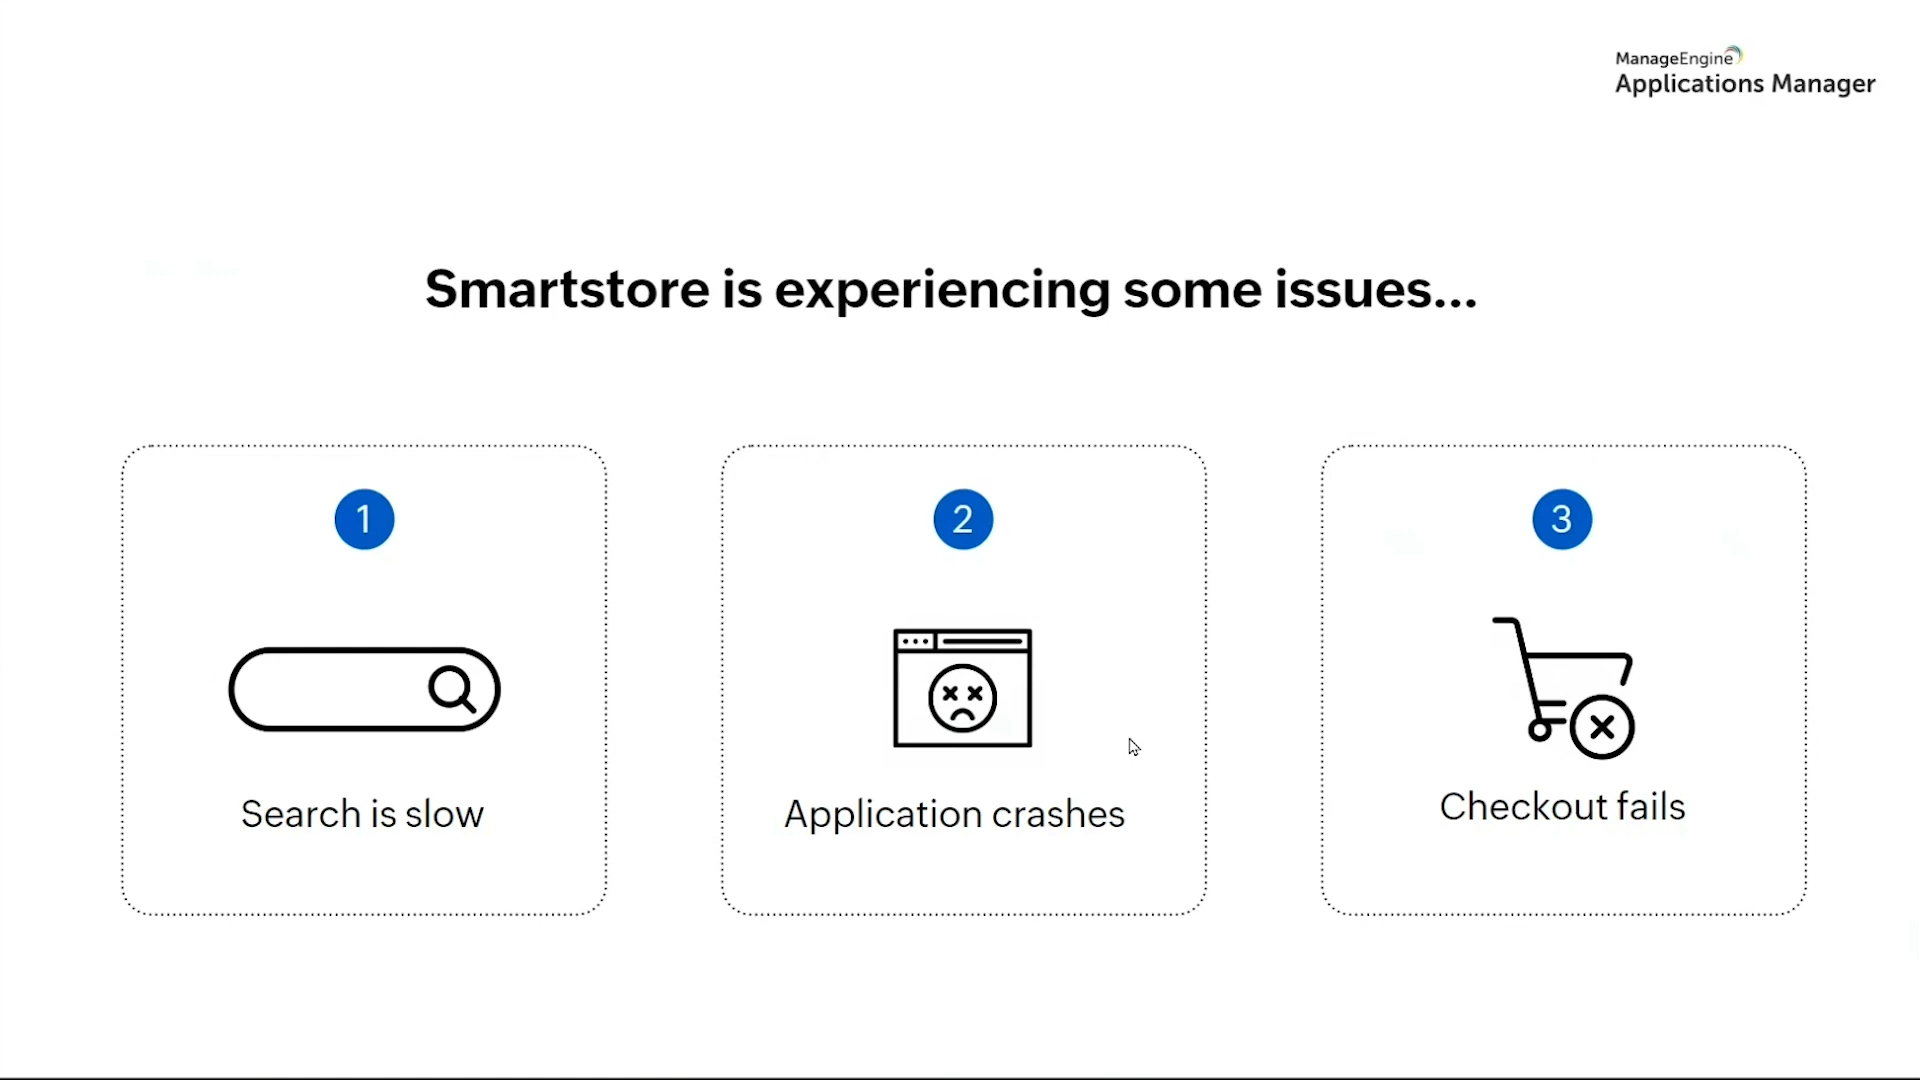 ManageEngine
Applications Manager
Smartstore is experiencing some issues...
1
2
3
Search is slow
Application crashes
Checkout fails